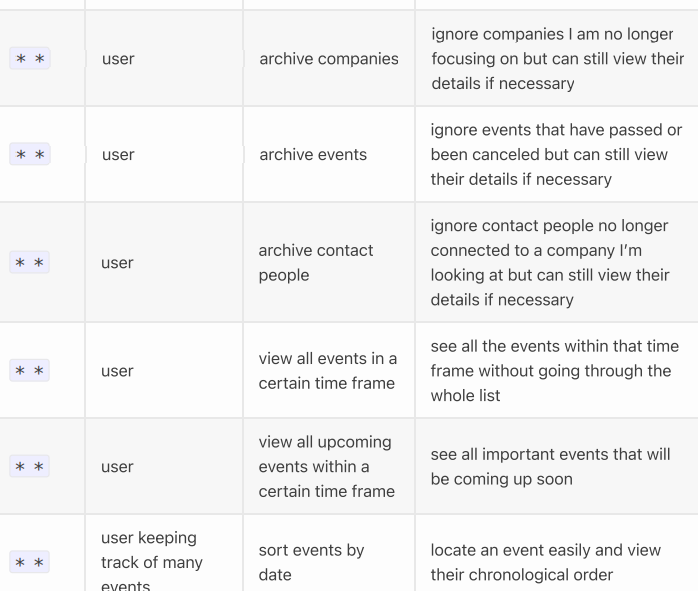 * * user archive companies ignore companies I am no longer
focusing on but can still view their
details if necessary
* * user archive events ignore events that have passed or
been canceled but can still view
their details if necessary
* * user archive contact
people ignore contact people no longer
connected to a company I'm
looking at but can still view their
details if necessary
* * user view all events in a
certain time frame see all the events within that time
frame without going through the
whole list
* * user view all upcoming
events within a
certain time frame see all important events that will
be coming up soon
* * user keeping
track of many
events sort events by
date locate an event easily and view
their chronological order